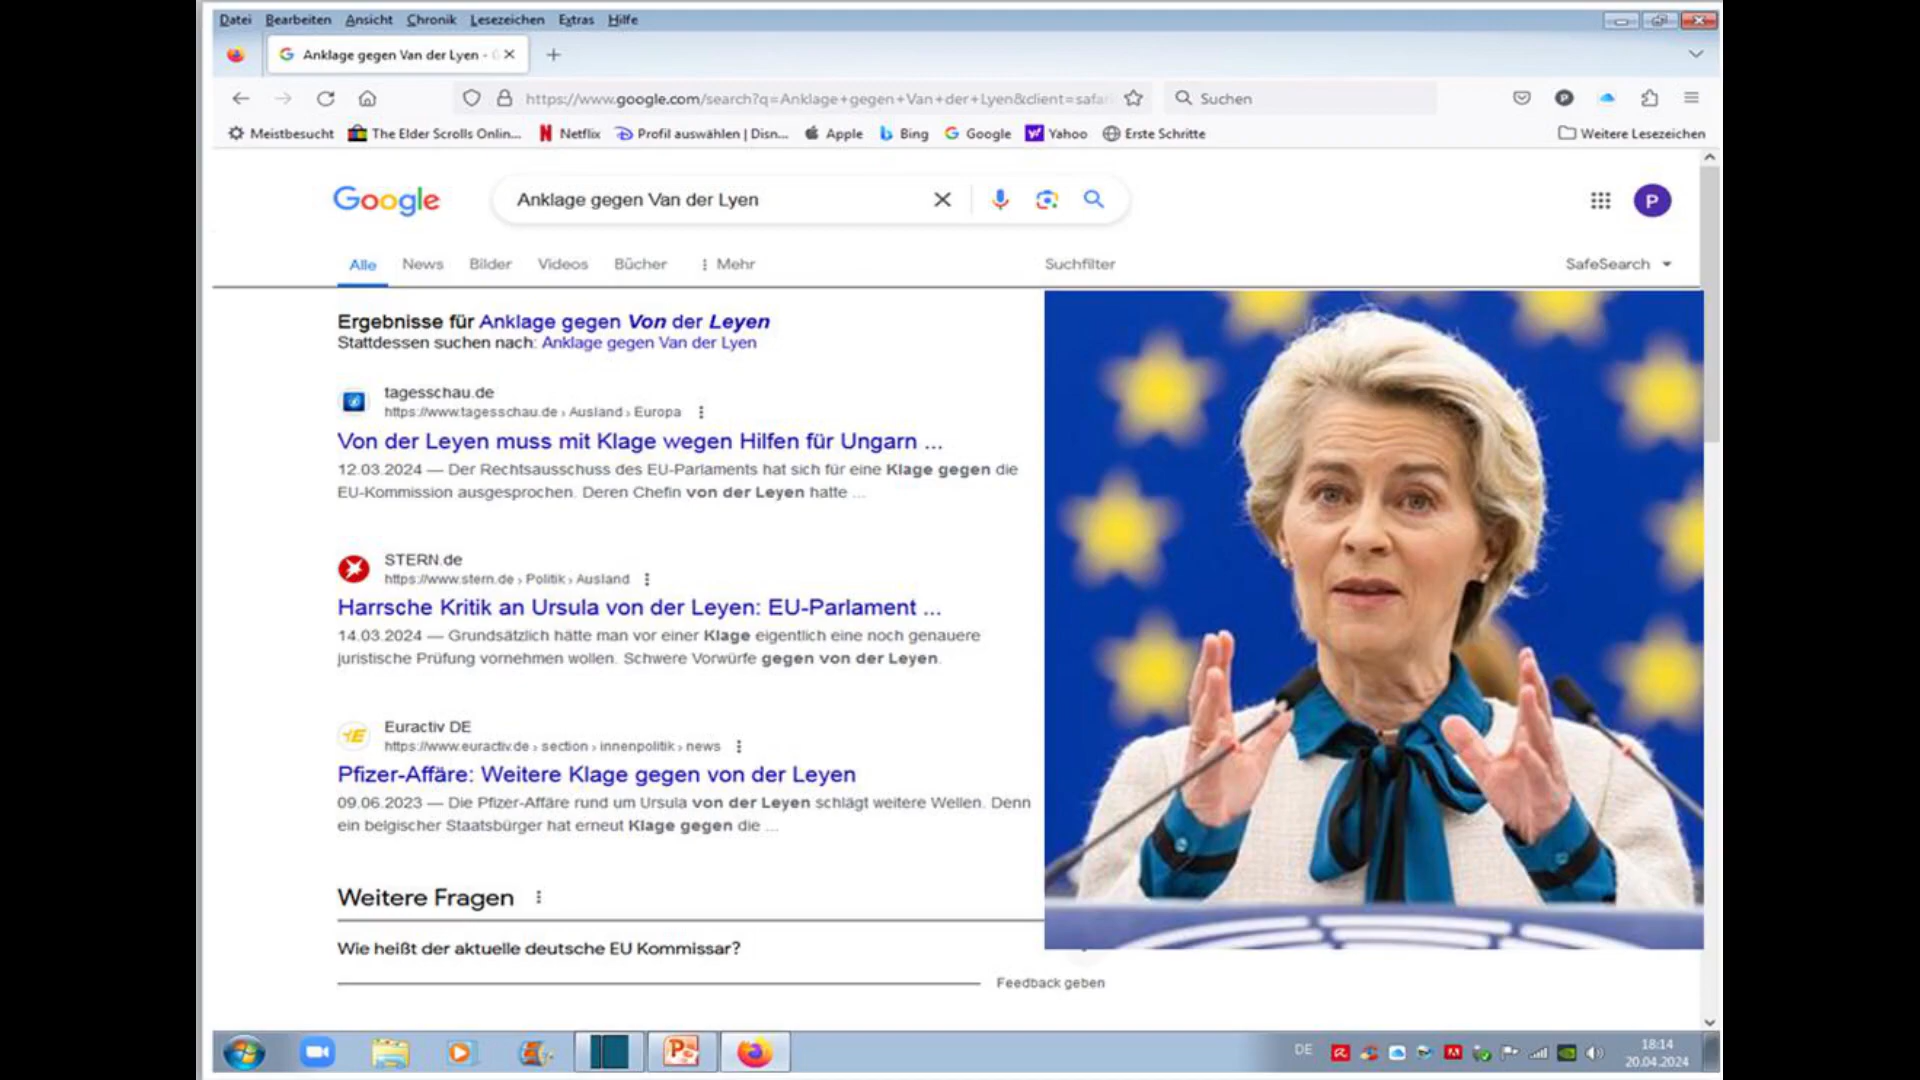 Datei Bearbeiten Ansicht Chronik Lesezeichen Extras Hilfe
Anklage gegen Van der Lyen -
https://www.google.com/search?q=Anklage+gegen+Van+der+Lyen&client=safari
Suchen
Meistbesucht The Elder Scrolls Onlin... Netflix Profil auswählen | Disn... Apple Bing Google Yahoo Erste Schritte Weitere Lesezeichen
Google Anklage gegen Van der Lyen P
Alle News Bilder Videos Bücher Mehr Suchfilter SafeSearch
Ergebnisse für Anklage gegen Von der Leyen
Stattdessen suchen nach: Anklage gegen Van der Lyen
tagesschau.de
https://www.tagesschau.de › Ausland › Europa
Von der Leyen muss mit Klage wegen Hilfen für Ungarn ...
12.03.2024 — Der Rechtsausschuss des EU-Parlaments hat sich für eine Klage gegen die
EU-Kommission ausgesprochen. Deren Chefin von der Leyen hatte ...
STERN.de
https://www.stern.de › Politik › Ausland
Harrsche Kritik an Ursula von der Leyen: EU-Parlament ...
14.03.2024 — Grundsätzlich hätte man vor einer Klage eigentlich eine noch genauere
juristische Prüfung vornehmen wollen. Schwere Vorwürfe gegen von der Leyen.
Euractiv DE
https://www.euractiv.de › section › innenpolitik › news
Pfizer-Affäre: Weitere Klage gegen von der Leyen
09.06.2023 — Die Pfizer-Affäre rund um Ursula von der Leyen schlägt weitere Wellen. Denn
ein belgischer Staatsbürger hat erneut Klage gegen die ...
Weitere Fragen
Wie heißt der aktuelle deutsche EU Kommissar?
Feedback geben
DE
18:14
20.04.2024